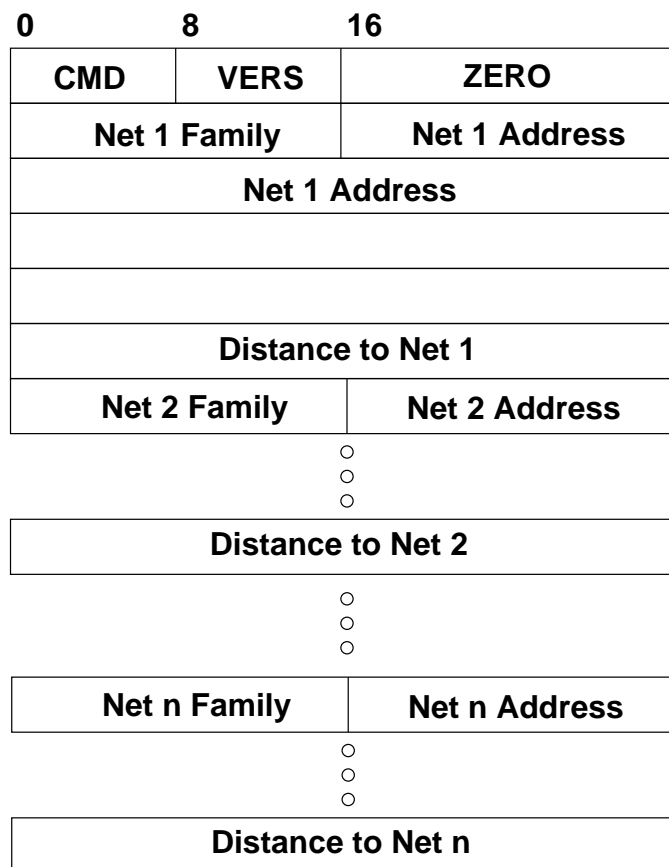 0 8 16
CMD VERS ZERO
Net 1 Family Net 1 Address
Net 1 Address
Distance to Net 1
Net 2 Family Net 2 Address
Distance to Net 2
Net n Family Net n Address
Distance to Net n